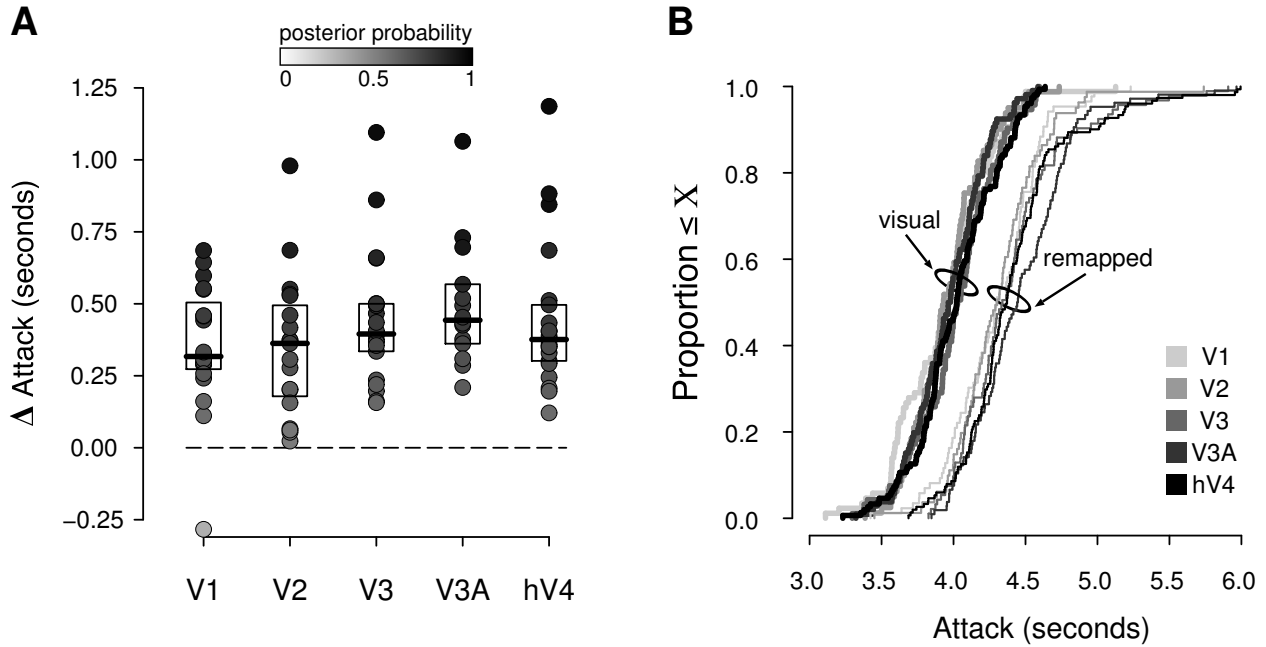 A
posterior probability
0 0.5 1
Δ Attack (seconds)
1.25
1.00
0.75
0.50
0.25
0.00
−0.25
V1 V2 V3 V3A hV4
B
Proportion ≤ X
1.0
0.8
0.6
0.4
0.2
0.0
visual
remapped
V1
V2
V3
V3A
hV4
3.0 3.5 4.0 4.5 5.0 5.5 6.0
Attack (seconds)